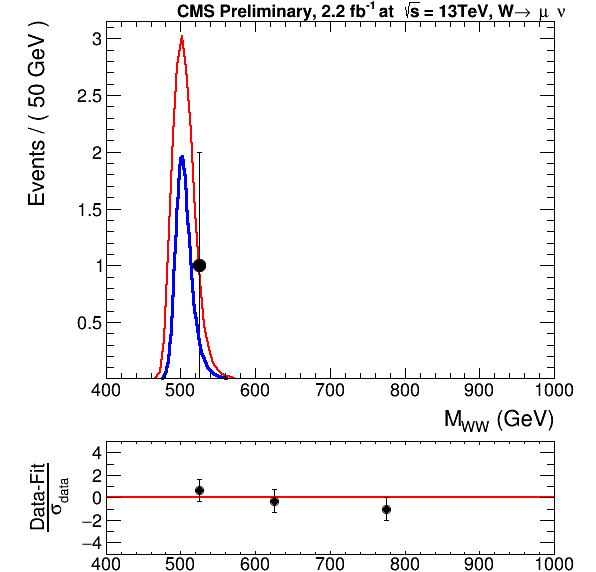 CMS Preliminary, 2.2 fb⁻¹ at √s = 13TeV, W→ μ ν
Events / ( 50 GeV )
3
2.5
2
1.5
1
0.5
400 500 600 700 800 900 1000
M_WW (GeV)
Data-Fit
σ_data
4
2
0
−2
−4
400 500 600 700 800 900 1000